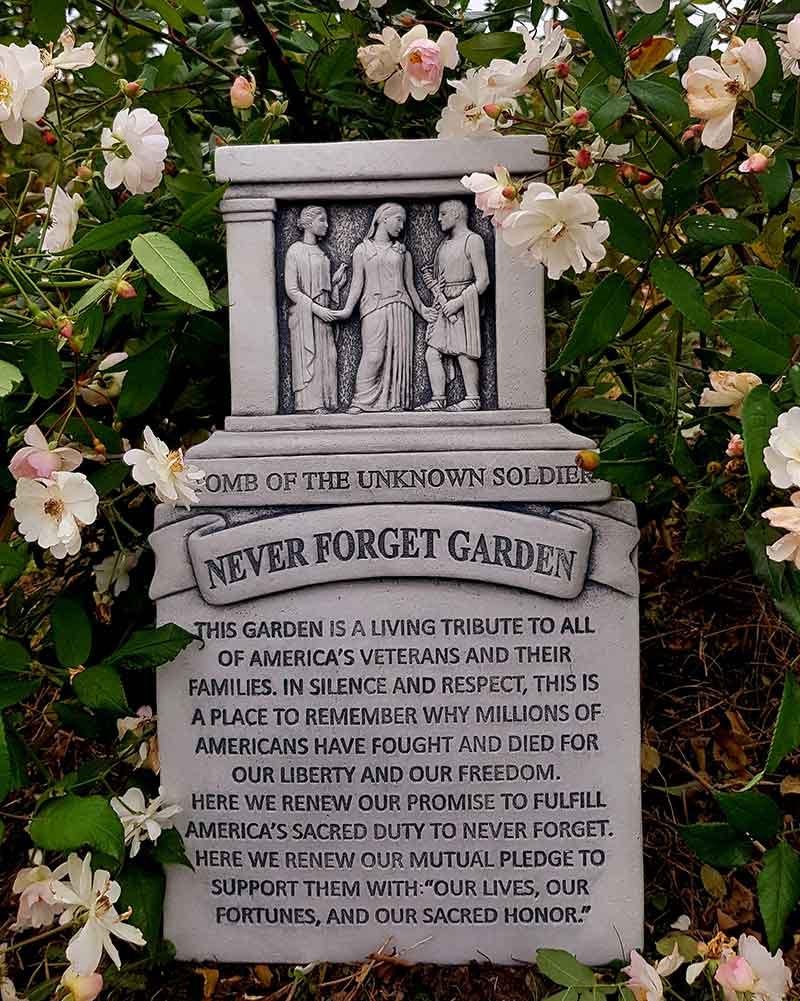 TOMB OF THE UNKNOWN SOLDIER
NEVER FORGET GARDEN
THIS GARDEN IS A LIVING TRIBUTE TO ALL
OF AMERICA'S VETERANS AND THEIR
FAMILIES. IN SILENCE AND RESPECT, THIS IS
A PLACE TO REMEMBER WHY MILLIONS OF
AMERICANS HAVE FOUGHT AND DIED FOR
OUR LIBERTY AND OUR FREEDOM.
HERE WE RENEW OUR PROMISE TO FULFILL
AMERICA'S SACRED DUTY TO NEVER FORGET.
HERE WE RENEW OUR MUTUAL PLEDGE TO
SUPPORT THEM WITH:"OUR LIVES, OUR
FORTUNES, AND OUR SACRED HONOR."